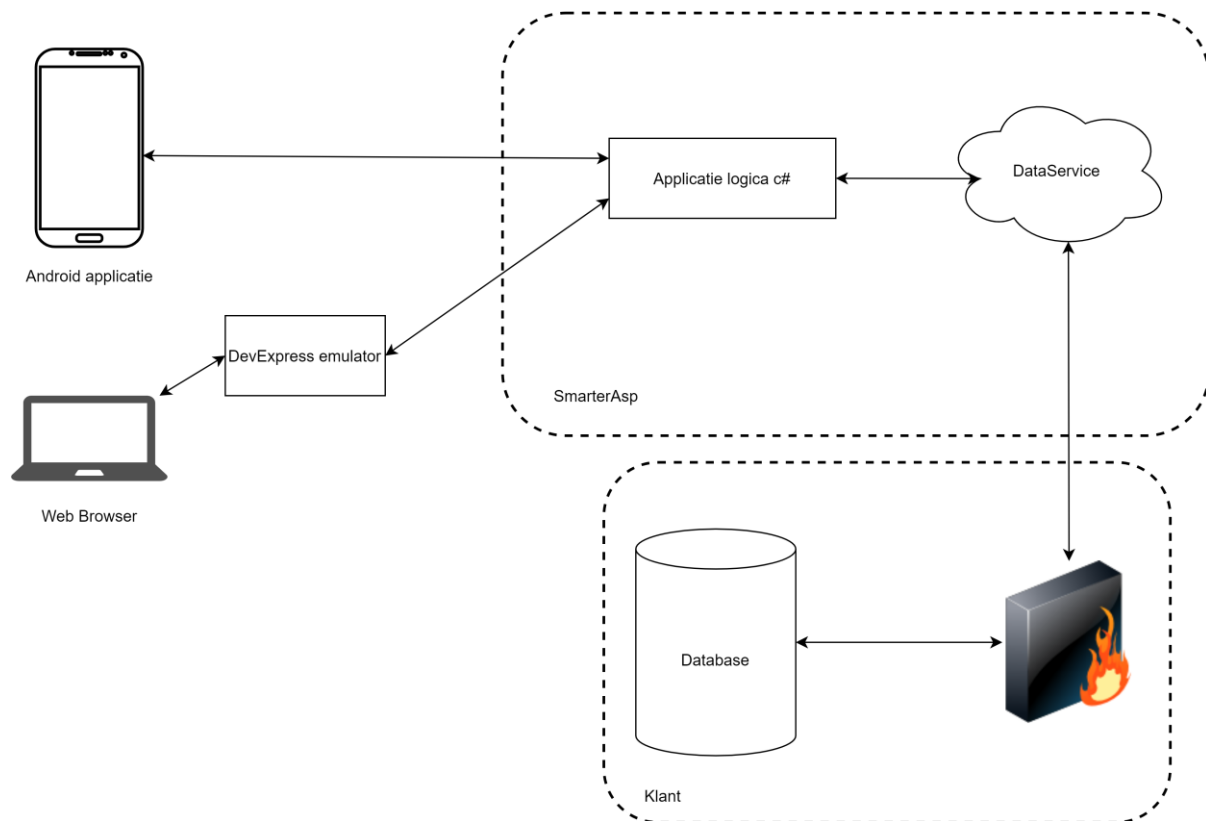 Applicatie logica c#
DataService
Android applicatie
DevExpress emulator
SmarterAsp
Web Browser
Database
Klant